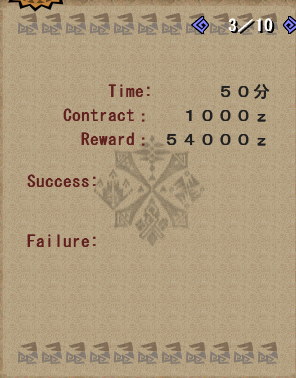 3／10
Time: ５０分
Contract: １０００ｚ
Reward: ５４０００ｚ
Success:
Failure: